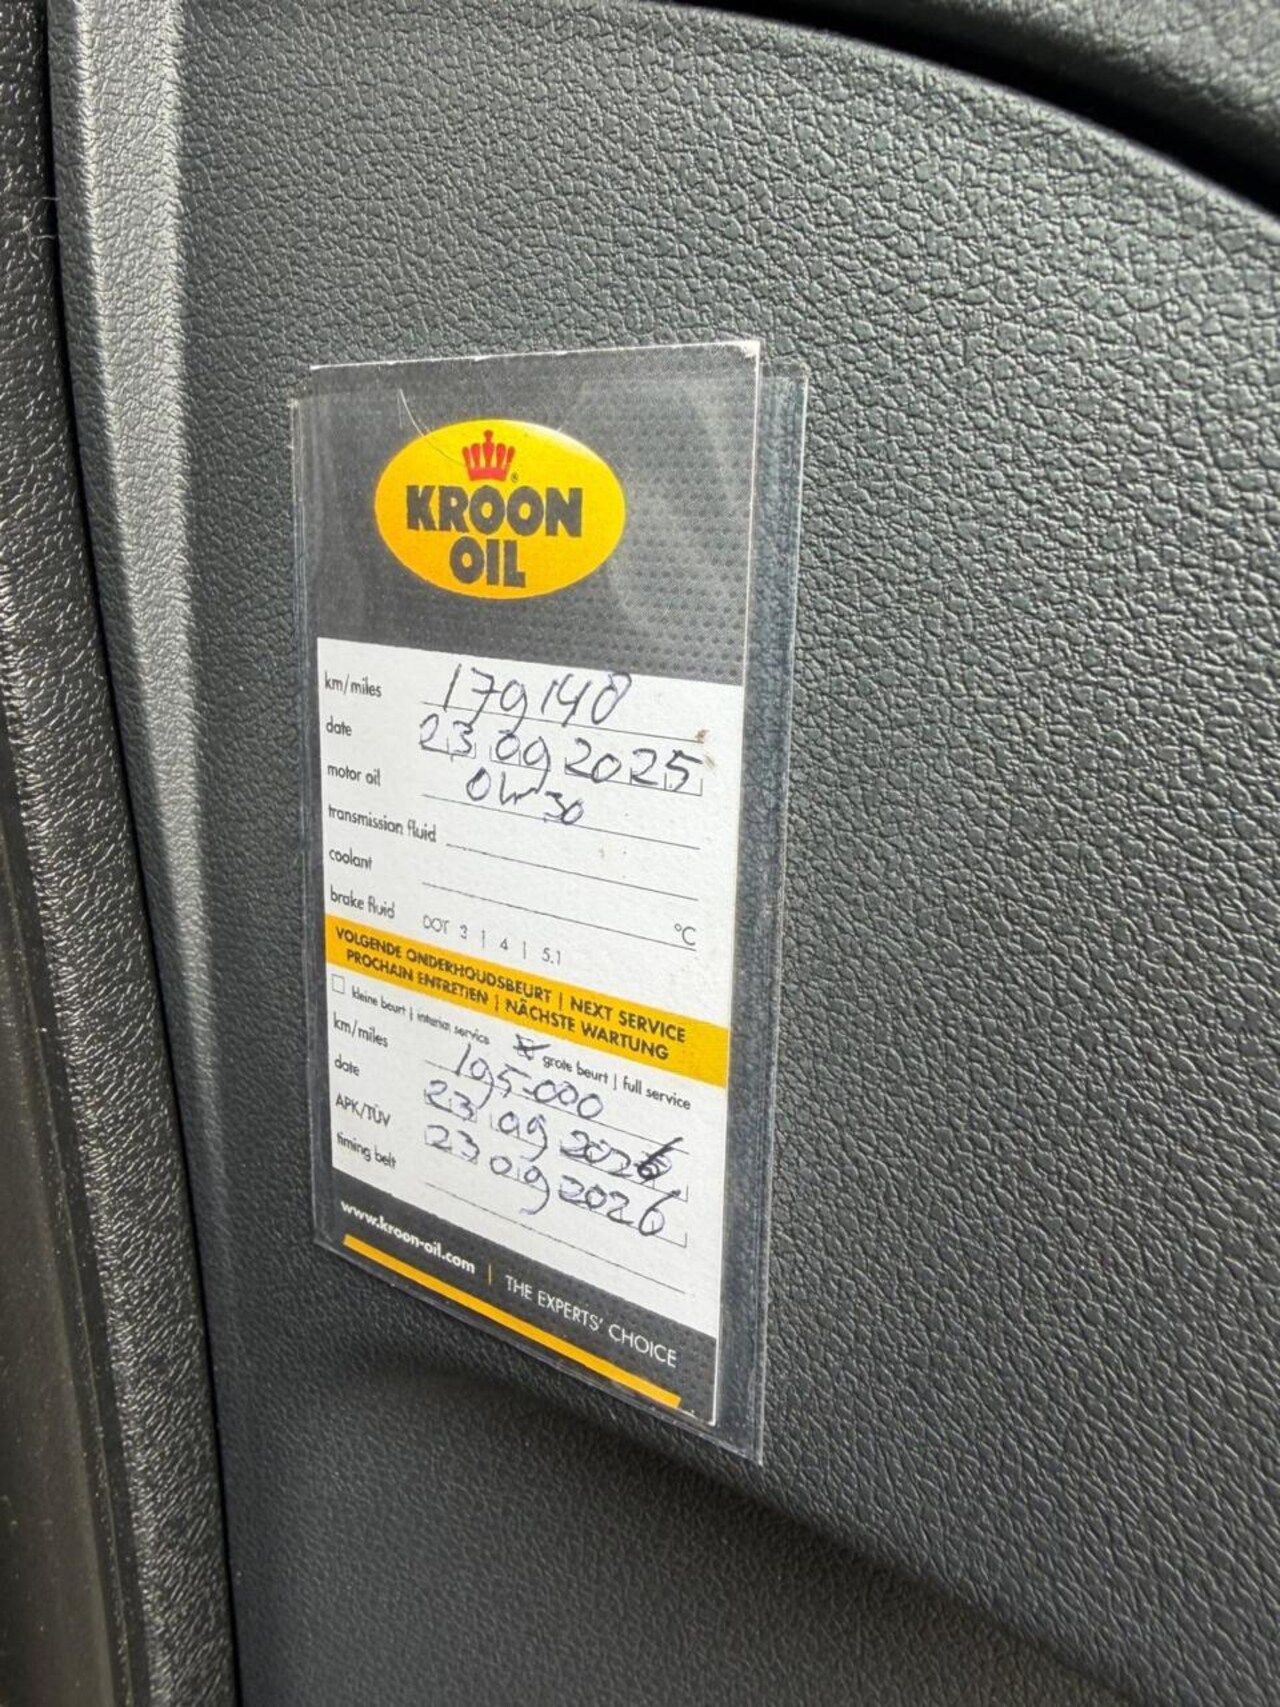 KROON
OIL
km/miles 179148
date 23 09 2025
motor oil 0W30
transmission fluid
coolant °C
brake fluid DOT 3 | 4 | 5.1
VOLGENDE ONDERHOUDSBEURT | NEXT SERVICE
PROCHAIN ENTRETIEN | NÄCHSTE WARTUNG
kleine beurt | interim service grote beurt | full service
km/miles 195-000
date 23 09 2026
APK/TÜV 23 09 2026
timing belt
www.kroon-oil.com | THE EXPERTS' CHOICE